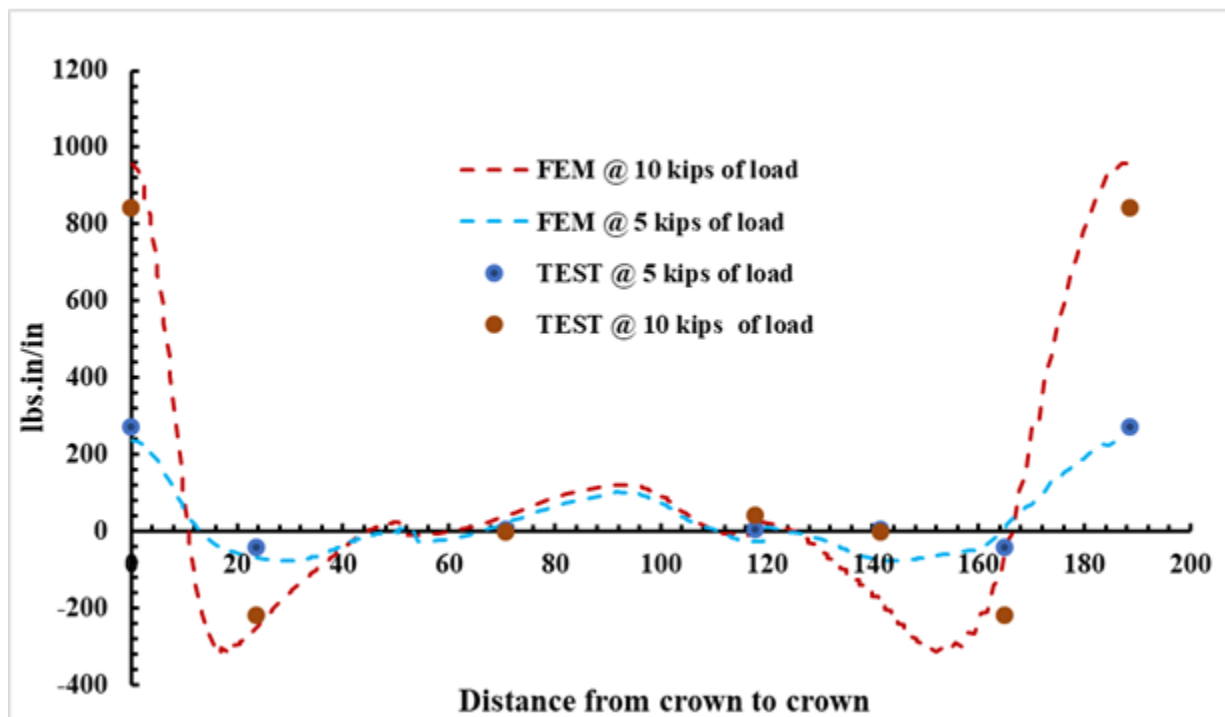 1200
1000
800
600
400
200
0
-200
-400
lbs.in/in
FEM @ 10 kips of load
FEM @ 5 kips of load
TEST @ 5 kips of load
TEST @ 10 kips of load
0 20 40 60 80 100 120 140 160 180 200
Distance from crown to crown